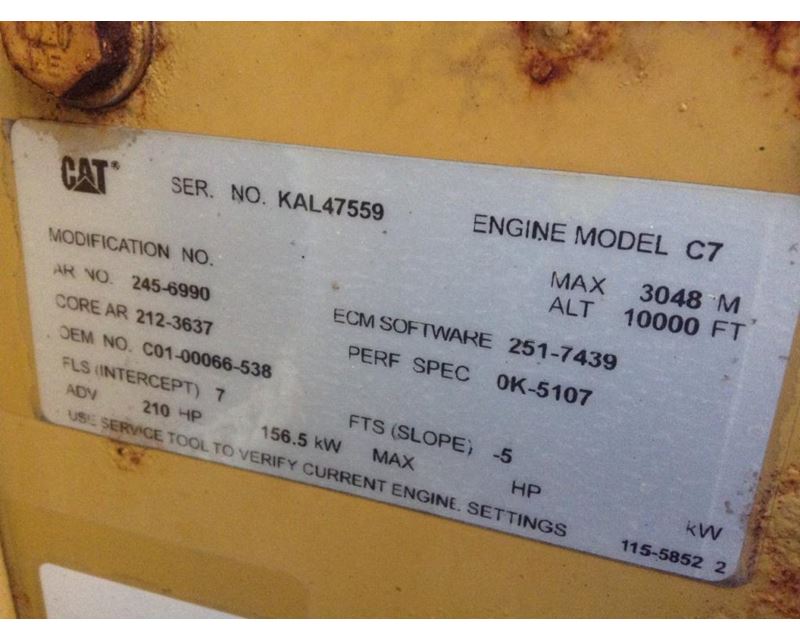 CAT®
SER. NO. KAL47559
ENGINE MODEL C7
MODIFICATION NO.
AR NO. 245-6990
MAX ALT 3048 M 10000 FT
CORE AR 212-3637
ECM SOFTWARE 251-7439
OEM NO. C01-00066-538
PERF SPEC 0K-5107
FLS (INTERCEPT) 7
FTS (SLOPE) -5
ADV 210 HP 156.5 kW MAX HP kW
USE SERVICE TOOL TO VERIFY CURRENT ENGINE SETTINGS
115-5852 2